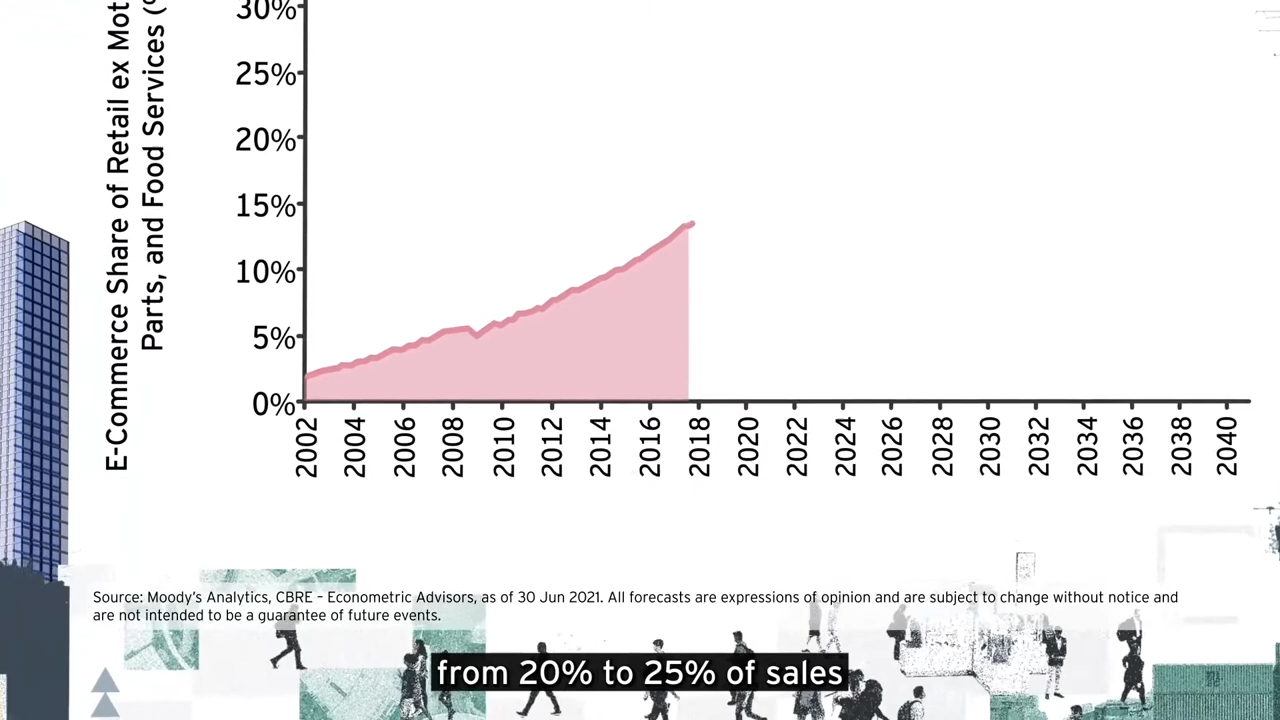 E-Commerce Share of Retail ex Mot
Parts, and Food Services (
30%
25%
20%
15%
10%
5%
0%
2002 2004 2006 2008 2010 2012 2014 2016 2018 2020 2022 2024 2026 2028 2030 2032 2034 2036 2038 2040
Source: Moody's Analytics, CBRE – Econometric Advisors, as of 30 Jun 2021. All forecasts are expressions of opinion and are subject to change without notice and
are not intended to be a guarantee of future events.
from 20% to 25% of sales